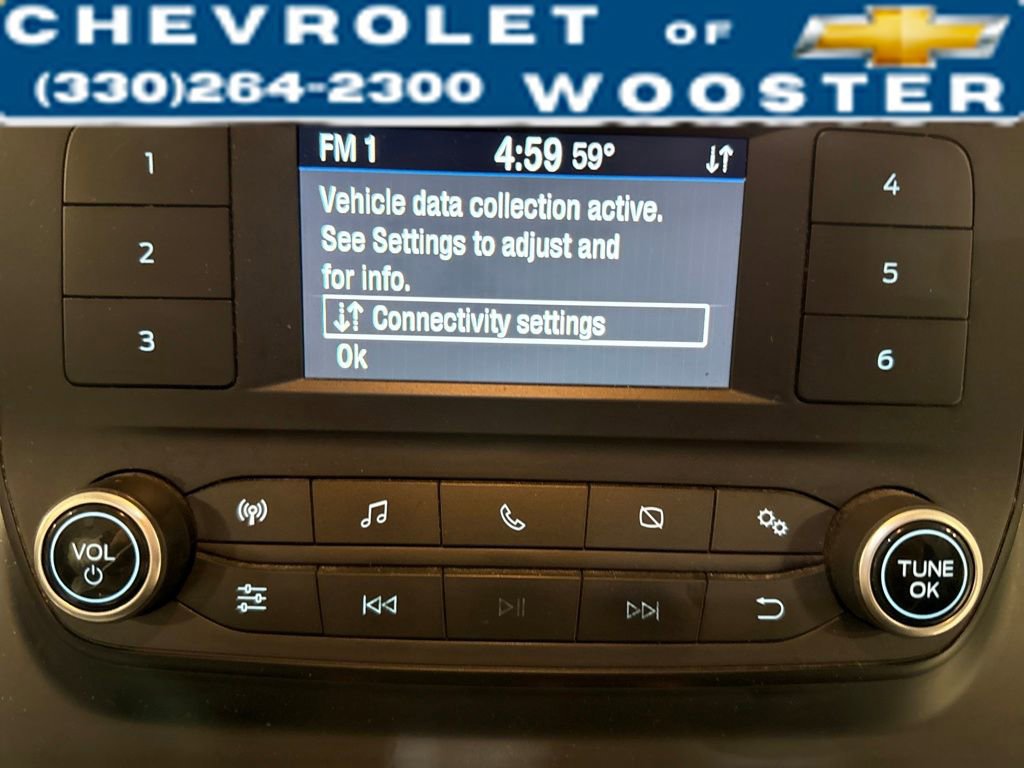 CHEVROLET OF
(330)264-2300 WOOSTER
FM 1 4:59 59°
Vehicle data collection active.
See Settings to adjust and
for info.
Connectivity settings
Ok
1
2
3
4
5
6
VOL
TUNE
OK